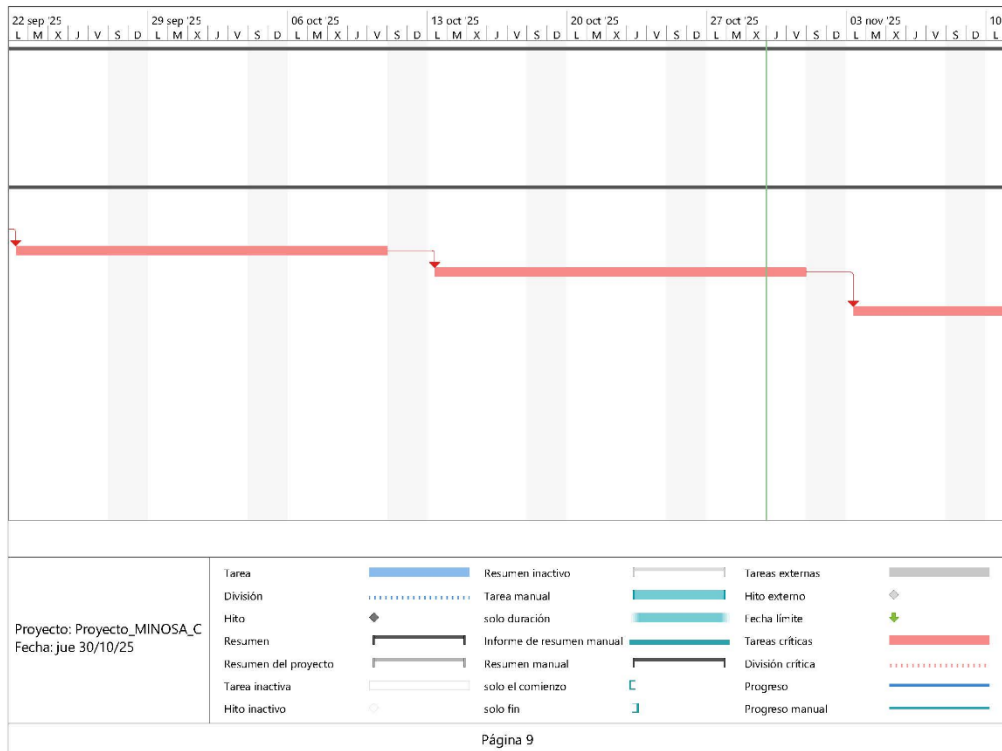 22 sep '25 29 sep '25 06 oct '25 13 oct '25 20 oct '25 27 oct '25 03 nov '25 10
L M X J V S D L M X J V S D L M X J V S D L M X J V S D L M X J V S D L M X J V S D L M X J V S D L
Tarea Resumen inactivo Tareas externas
División Tarea manual Hito externo
Hito solo duración Fecha límite
Resumen Informe de resumen manual Tareas críticas
Resumen del proyecto Resumen manual División crítica
Tarea inactiva solo el comienzo Progreso
Hito inactivo solo fin Progreso manual
Proyecto: Proyecto_MINOSA_C
Fecha: jue 30/10/25
Página 9